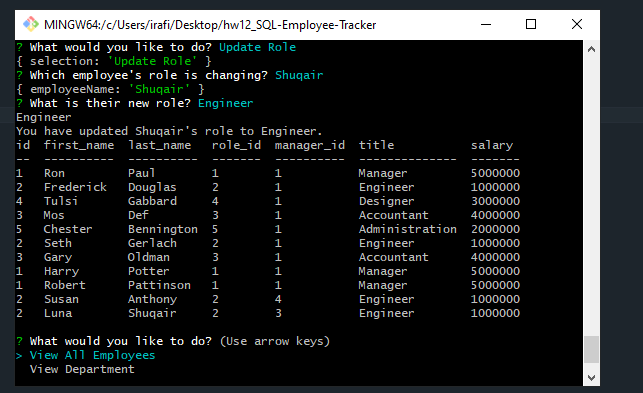 MINGW64:/c/Users/irafi/Desktop/hw12_SQL-Employee-Tracker
? What would you like to do? Update Role
{ selection: 'Update Role' }
? Which employee's role is changing? Shuqair
{ employeeName: 'Shuqair' }
? What is their new role? Engineer
Engineer
You have updated Shuqair's role to Engineer.
id  first_name  last_name   role_id  manager_id  title           salary
--  ----------  ----------  -------  ----------  --------------  -------
1   Ron         Paul        1        1           Manager         5000000
2   Frederick   Douglas     2        1           Engineer        1000000
4   Tulsi       Gabbard     4        1           Designer        3000000
3   Mos         Def         3        1           Accountant      4000000
5   Chester     Bennington  5        1           Administration  2000000
2   Seth        Gerlach     2        1           Engineer        1000000
3   Gary        Oldman      3        1           Accountant      4000000
1   Harry       Potter      1        1           Manager         5000000
1   Robert      Pattinson   1        1           Manager         5000000
2   Susan       Anthony     2        4           Engineer        1000000
2   Luna        Shuqair     2        3           Engineer        1000000
? What would you like to do? (Use arrow keys)
> View All Employees
  View Department